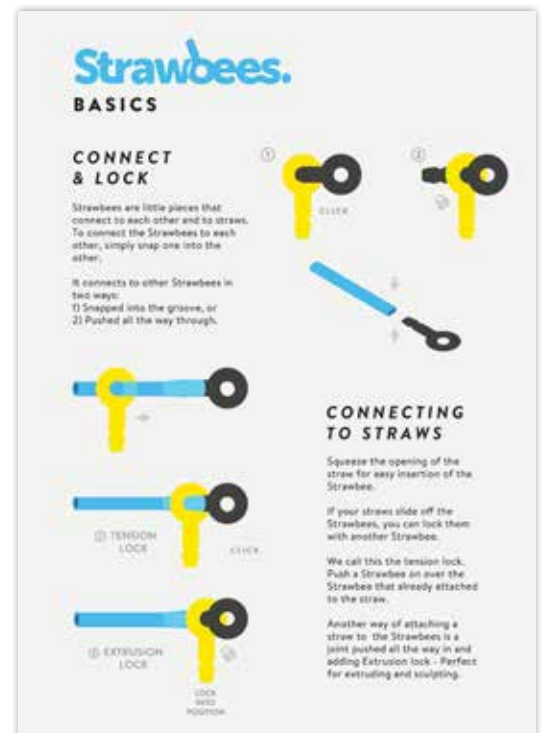 Strawbees.
BASICS
CONNECT
& LOCK
Strawbees are little pieces that
connect to each other and to straws.
To connect the Strawbees to each
other, simply snap one into the
other.
It connects to other Strawbees in
two ways:
1) Snapped into the groove, or
2) Pushed all the way through.
1
CLICK
2
CONNECTING
TO STRAWS
Squeeze the opening of the
straw for easy insertion of the
Strawbee.
If your straws slide off the
Strawbees, you can lock them
with another Strawbee.
We call this the tension lock.
Push a Strawbee on over the
Strawbee that already attached
to the straw.
Another way of attaching a
straw to the Strawbees is a
joint pushed all the way in and
adding Extrusion lock - Perfect
for extruding and sculpting.
TENSION
LOCK
CLICK
EXTRUSION
LOCK
LOCK
INTO
POSITION